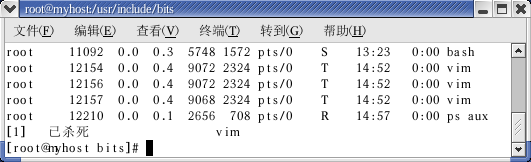 root@myhost:/usr/include/bits
文件(F) 编辑(E) 查看(V) 终端(T) 转到(G) 帮助(H)
root 11092 0.0 0.3 5748 1572 pts/0 S 13:23 0:00 bash
root 12154 0.0 0.4 9072 2324 pts/0 T 14:52 0:00 vim
root 12156 0.0 0.4 9072 2324 pts/0 T 14:52 0:00 vim
root 12157 0.0 0.4 9068 2324 pts/0 T 14:52 0:00 vim
root 12210 0.0 0.1 2656 708 pts/0 R 14:57 0:00 ps aux
[1] 已杀死 vim
[root@myhost bits]#